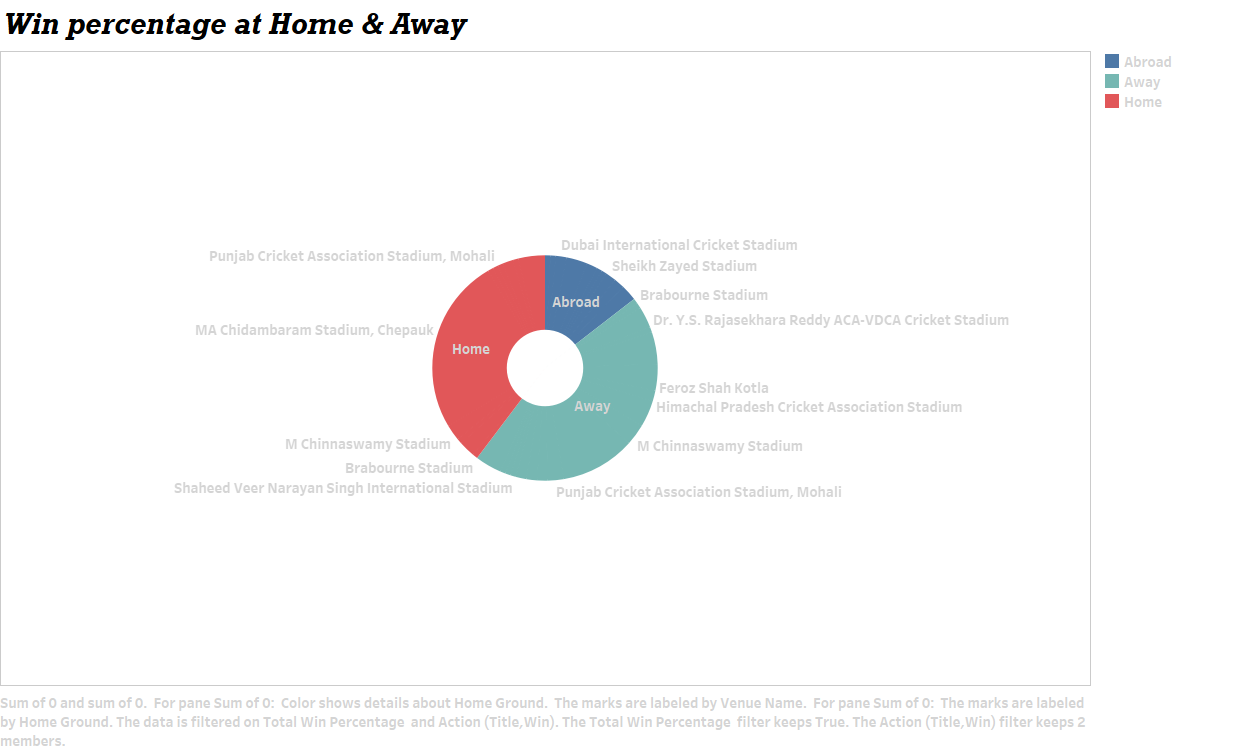 Win percentage at Home & Away
Abroad
Away
Home
Dubai International Cricket Stadium
Punjab Cricket Association Stadium, Mohali
Sheikh Zayed Stadium
Brabourne Stadium
Abroad
Dr. Y.S. Rajasekhara Reddy ACA-VDCA Cricket Stadium
MA Chidambaram Stadium, Chepauk
Home
Feroz Shah Kotla
Away
Himachal Pradesh Cricket Association Stadium
M Chinnaswamy Stadium
M Chinnaswamy Stadium
Brabourne Stadium
Shaheed Veer Narayan Singh International Stadium
Punjab Cricket Association Stadium, Mohali
Sum of 0 and sum of 0.  For pane Sum of 0:  Color shows details about Home Ground.  The marks are labeled by Venue Name.  For pane Sum of 0:  The marks are labeled
by Home Ground. The data is filtered on Total Win Percentage  and Action (Title,Win). The Total Win Percentage  filter keeps True. The Action (Title,Win) filter keeps 2
members.